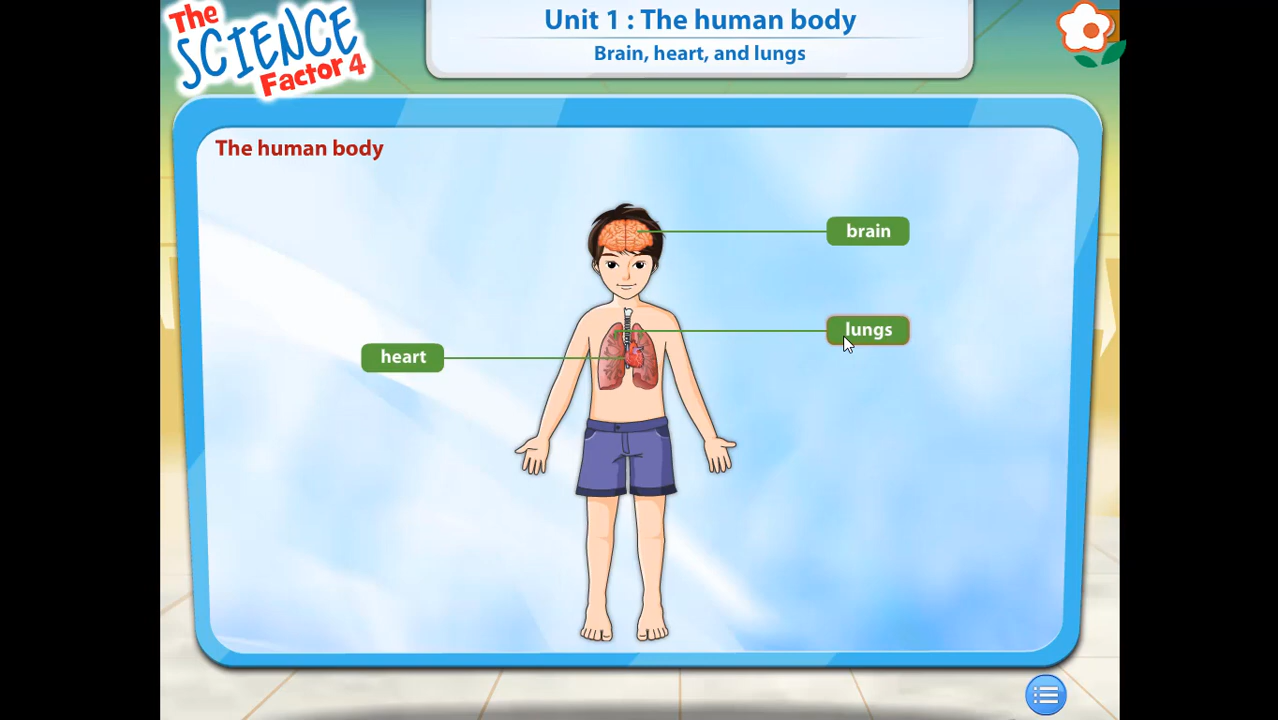 The
SCIENCE
Factor 4
Unit 1 : The human body
Brain, heart, and lungs
The human body
brain
lungs
heart